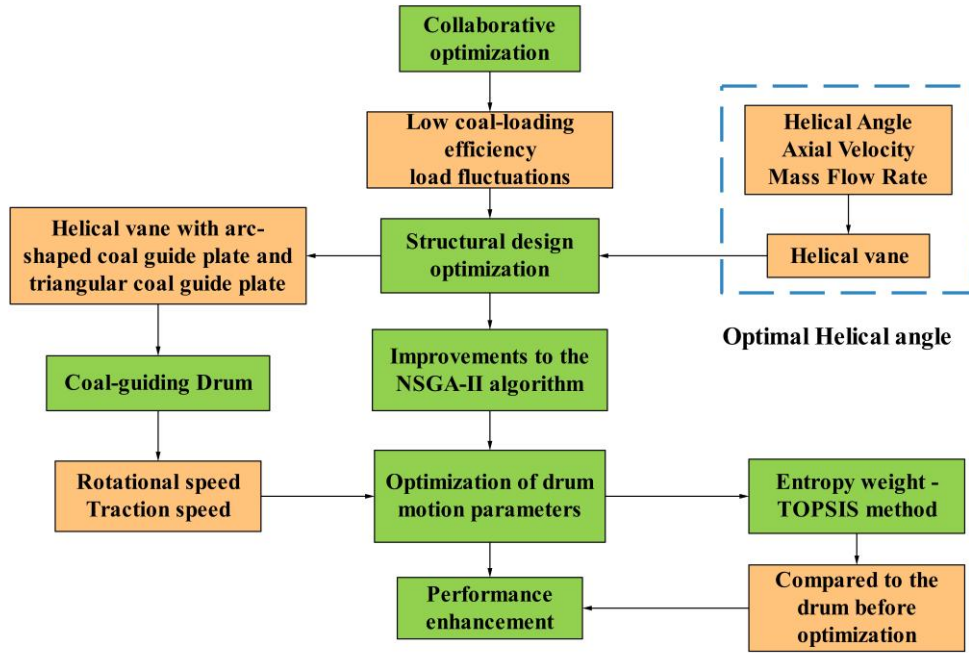 Collaborative
optimization
Low coal-loading
efficiency
load fluctuations
Helical Angle
Axial Velocity
Mass Flow Rate
Helical vane with arc-
shaped coal guide plate and
triangular coal guide plate
Structural design
optimization
Helical vane
Optimal Helical angle
Coal-guiding Drum
Improvements to the
NSGA-II algorithm
Rotational speed
Traction speed
Optimization of drum
motion parameters
Entropy weight -
TOPSIS method
Performance
enhancement
Compared to the
drum before
optimization